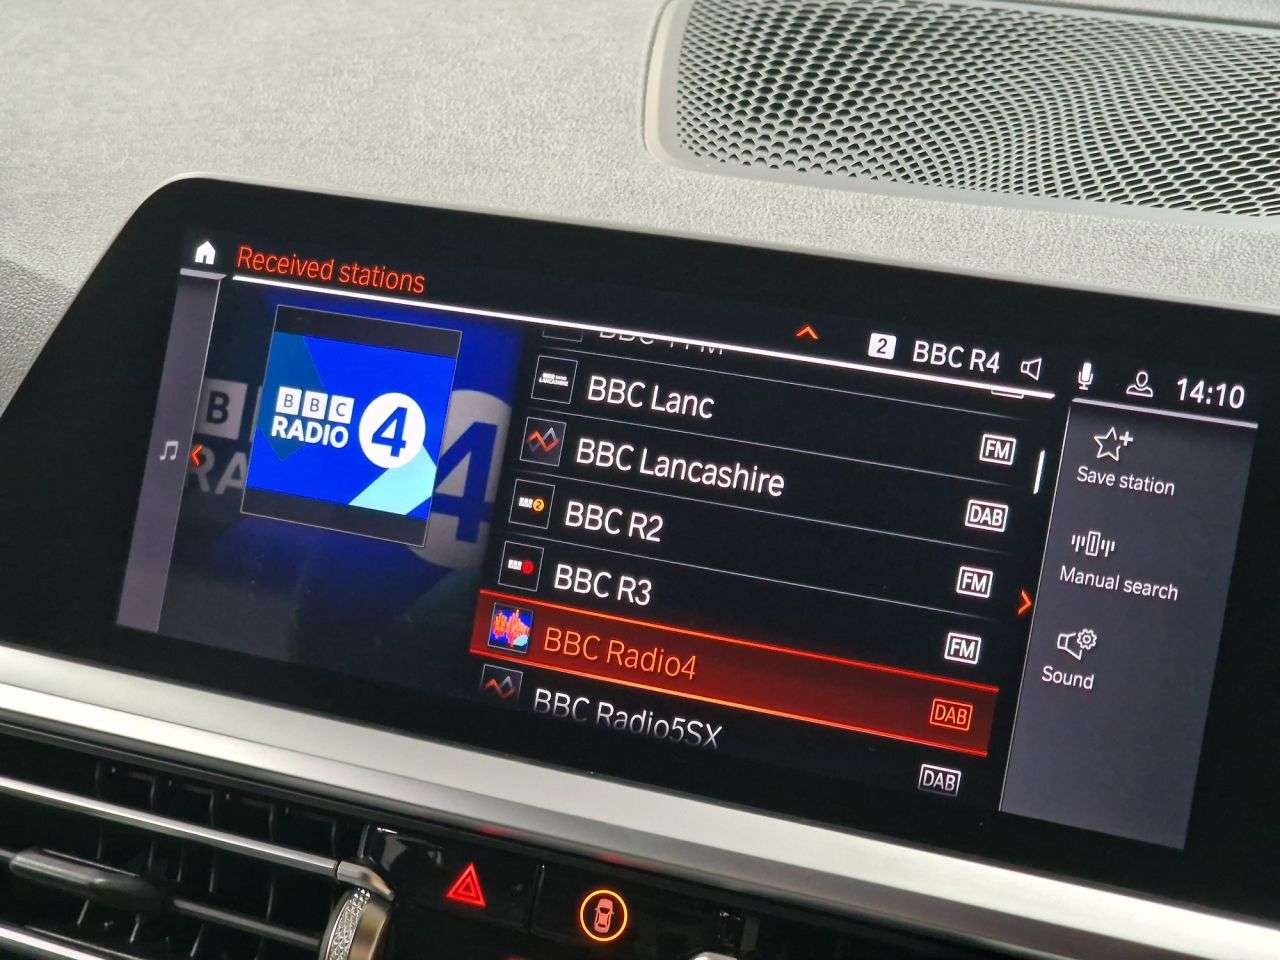 Received stations
2 BBC R4
14:10
BBC
RADIO 4
BBC Lanc FM
BBC Lancashire DAB
BBC R2 FM
BBC R3 FM
BBC Radio4 DAB
BBC Radio5SX DAB
Save station
Manual search
Sound